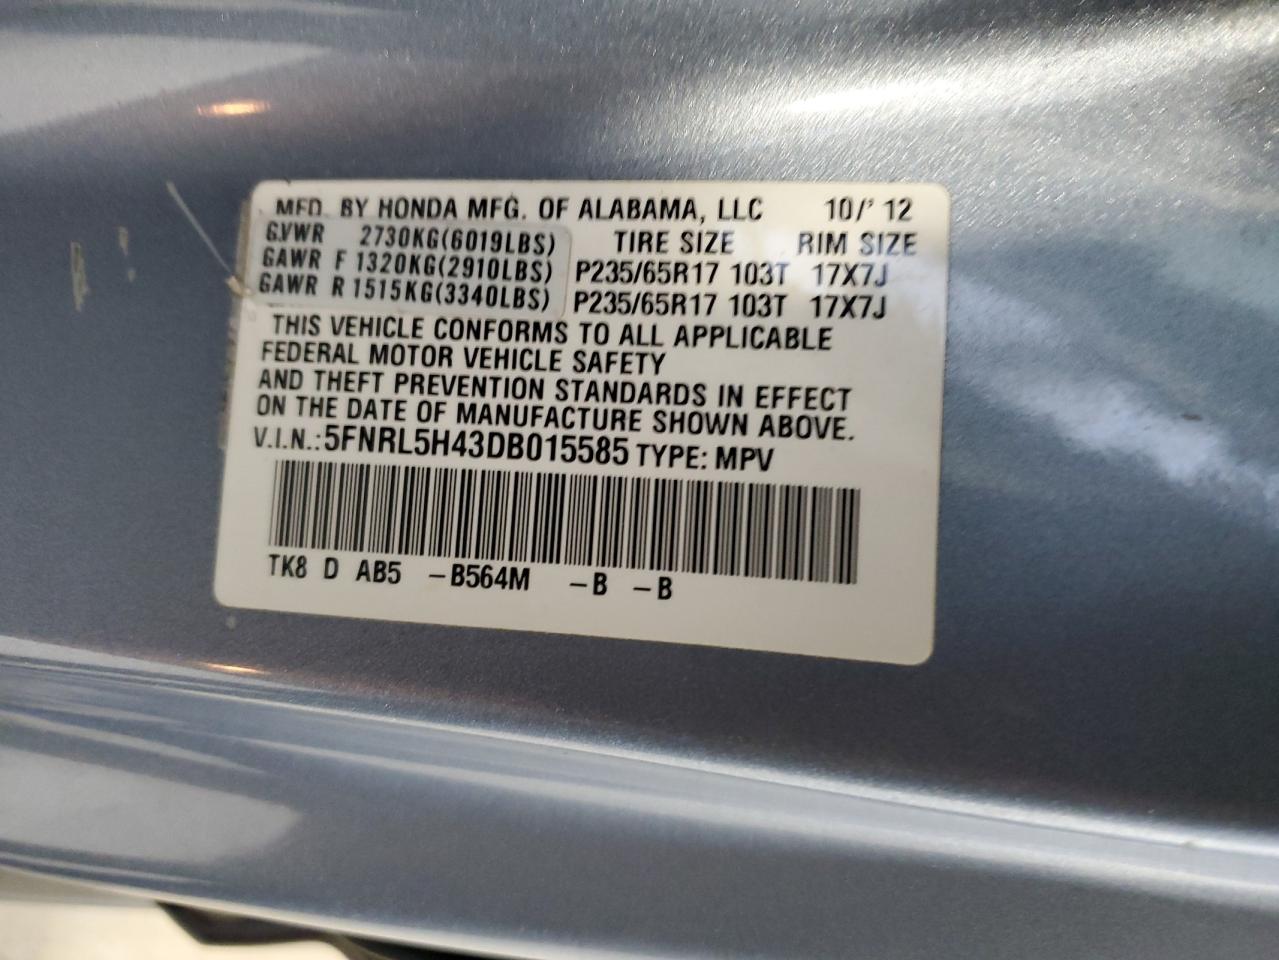 MFD. BY HONDA MFG. OF ALABAMA, LLC 10/'12
GVWR 2730KG(6019LBS) TIRE SIZE RIM SIZE
GAWR F 1320KG(2910LBS) P235/65R17 103T 17X7J
GAWR R 1515KG(3340LBS) P235/65R17 103T 17X7J
THIS VEHICLE CONFORMS TO ALL APPLICABLE
FEDERAL MOTOR VEHICLE SAFETY
AND THEFT PREVENTION STANDARDS IN EFFECT
ON THE DATE OF MANUFACTURE SHOWN ABOVE.
V.I.N.:5FNRL5H43DB015585 TYPE: MPV
TK8 D AB5 -B564M -B -B